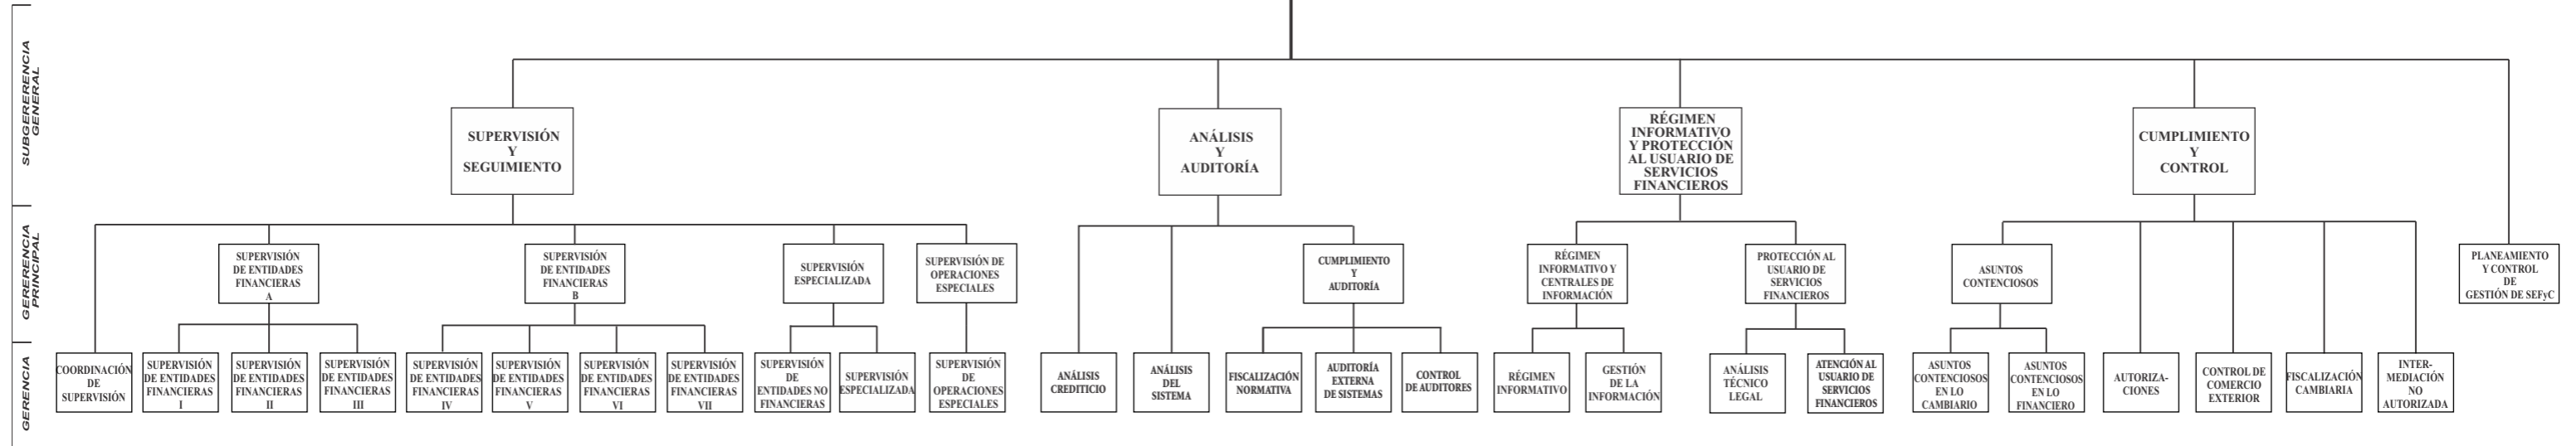 SUBGERERENCIA
GENERAL
SUPERVISIÓN
Y
SEGUIMIENTO
ANÁLISIS
Y
AUDITORÍA
RÉGIMEN
INFORMATIVO
Y PROTECCIÓN
AL USUARIO DE
SERVICIOS
FINANCIEROS
CUMPLIMIENTO
Y
CONTROL
GERERENCIA
PRINCIPAL
SUPERVISIÓN
DE ENTIDADES
FINANCIERAS
A
SUPERVISIÓN
DE ENTIDADES
FINANCIERAS
B
SUPERVISIÓN
ESPECIALIZADA
SUPERVISIÓN DE
OPERACIONES
ESPECIALES
CUMPLIMIENTO
Y
AUDITORÍA
RÉGIMEN
INFORMATIVO Y
CENTRALES DE
INFORMACIÓN
PROTECCIÓN AL
USUARIO DE
SERVICIOS
FINANCIEROS
ASUNTOS
CONTENCIOSOS
PLANEAMIENTO
Y CONTROL
DE
GESTIÓN DE SEFyC
GERENCIA
COORDINACIÓN
DE
SUPERVISIÓN
SUPERVISIÓN
DE ENTIDADES
FINANCIERAS
I
SUPERVISIÓN
DE ENTIDADES
FINANCIERAS
II
SUPERVISIÓN
DE ENTIDADES
FINANCIERAS
III
SUPERVISIÓN
DE ENTIDADES
FINANCIERAS
IV
SUPERVISIÓN
DE ENTIDADES
FINANCIERAS
V
SUPERVISIÓN
DE ENTIDADES
FINANCIERAS
VI
SUPERVISIÓN
DE ENTIDADES
FINANCIERAS
VII
SUPERVISIÓN
DE
ENTIDADES NO
FINANCIERAS
SUPERVISIÓN
ESPECIALIZADA
SUPERVISIÓN
DE
OPERACIONES
ESPECIALES
ANÁLISIS
CREDITICIO
ANÁLISIS
DEL
SISTEMA
FISCALIZACIÓN
NORMATIVA
AUDITORÍA
EXTERNA
DE SISTEMAS
CONTROL
DE AUDITORES
RÉGIMEN
INFORMATIVO
GESTIÓN
DE LA
INFORMACIÓN
ANÁLISIS
TÉCNICO
LEGAL
ATENCIÓN AL
USUARIO DE
SERVICIOS
FINANCIEROS
ASUNTOS
CONTENCIOSOS
EN LO
CAMBIARIO
ASUNTOS
CONTENCIOSOS
EN LO
FINANCIERO
AUTORIZA-
CIONES
CONTROL DE
COMERCIO
EXTERIOR
FISCALIZACIÓN
CAMBIARIA
INTER-
MEDIACIÓN
NO
AUTORIZADA